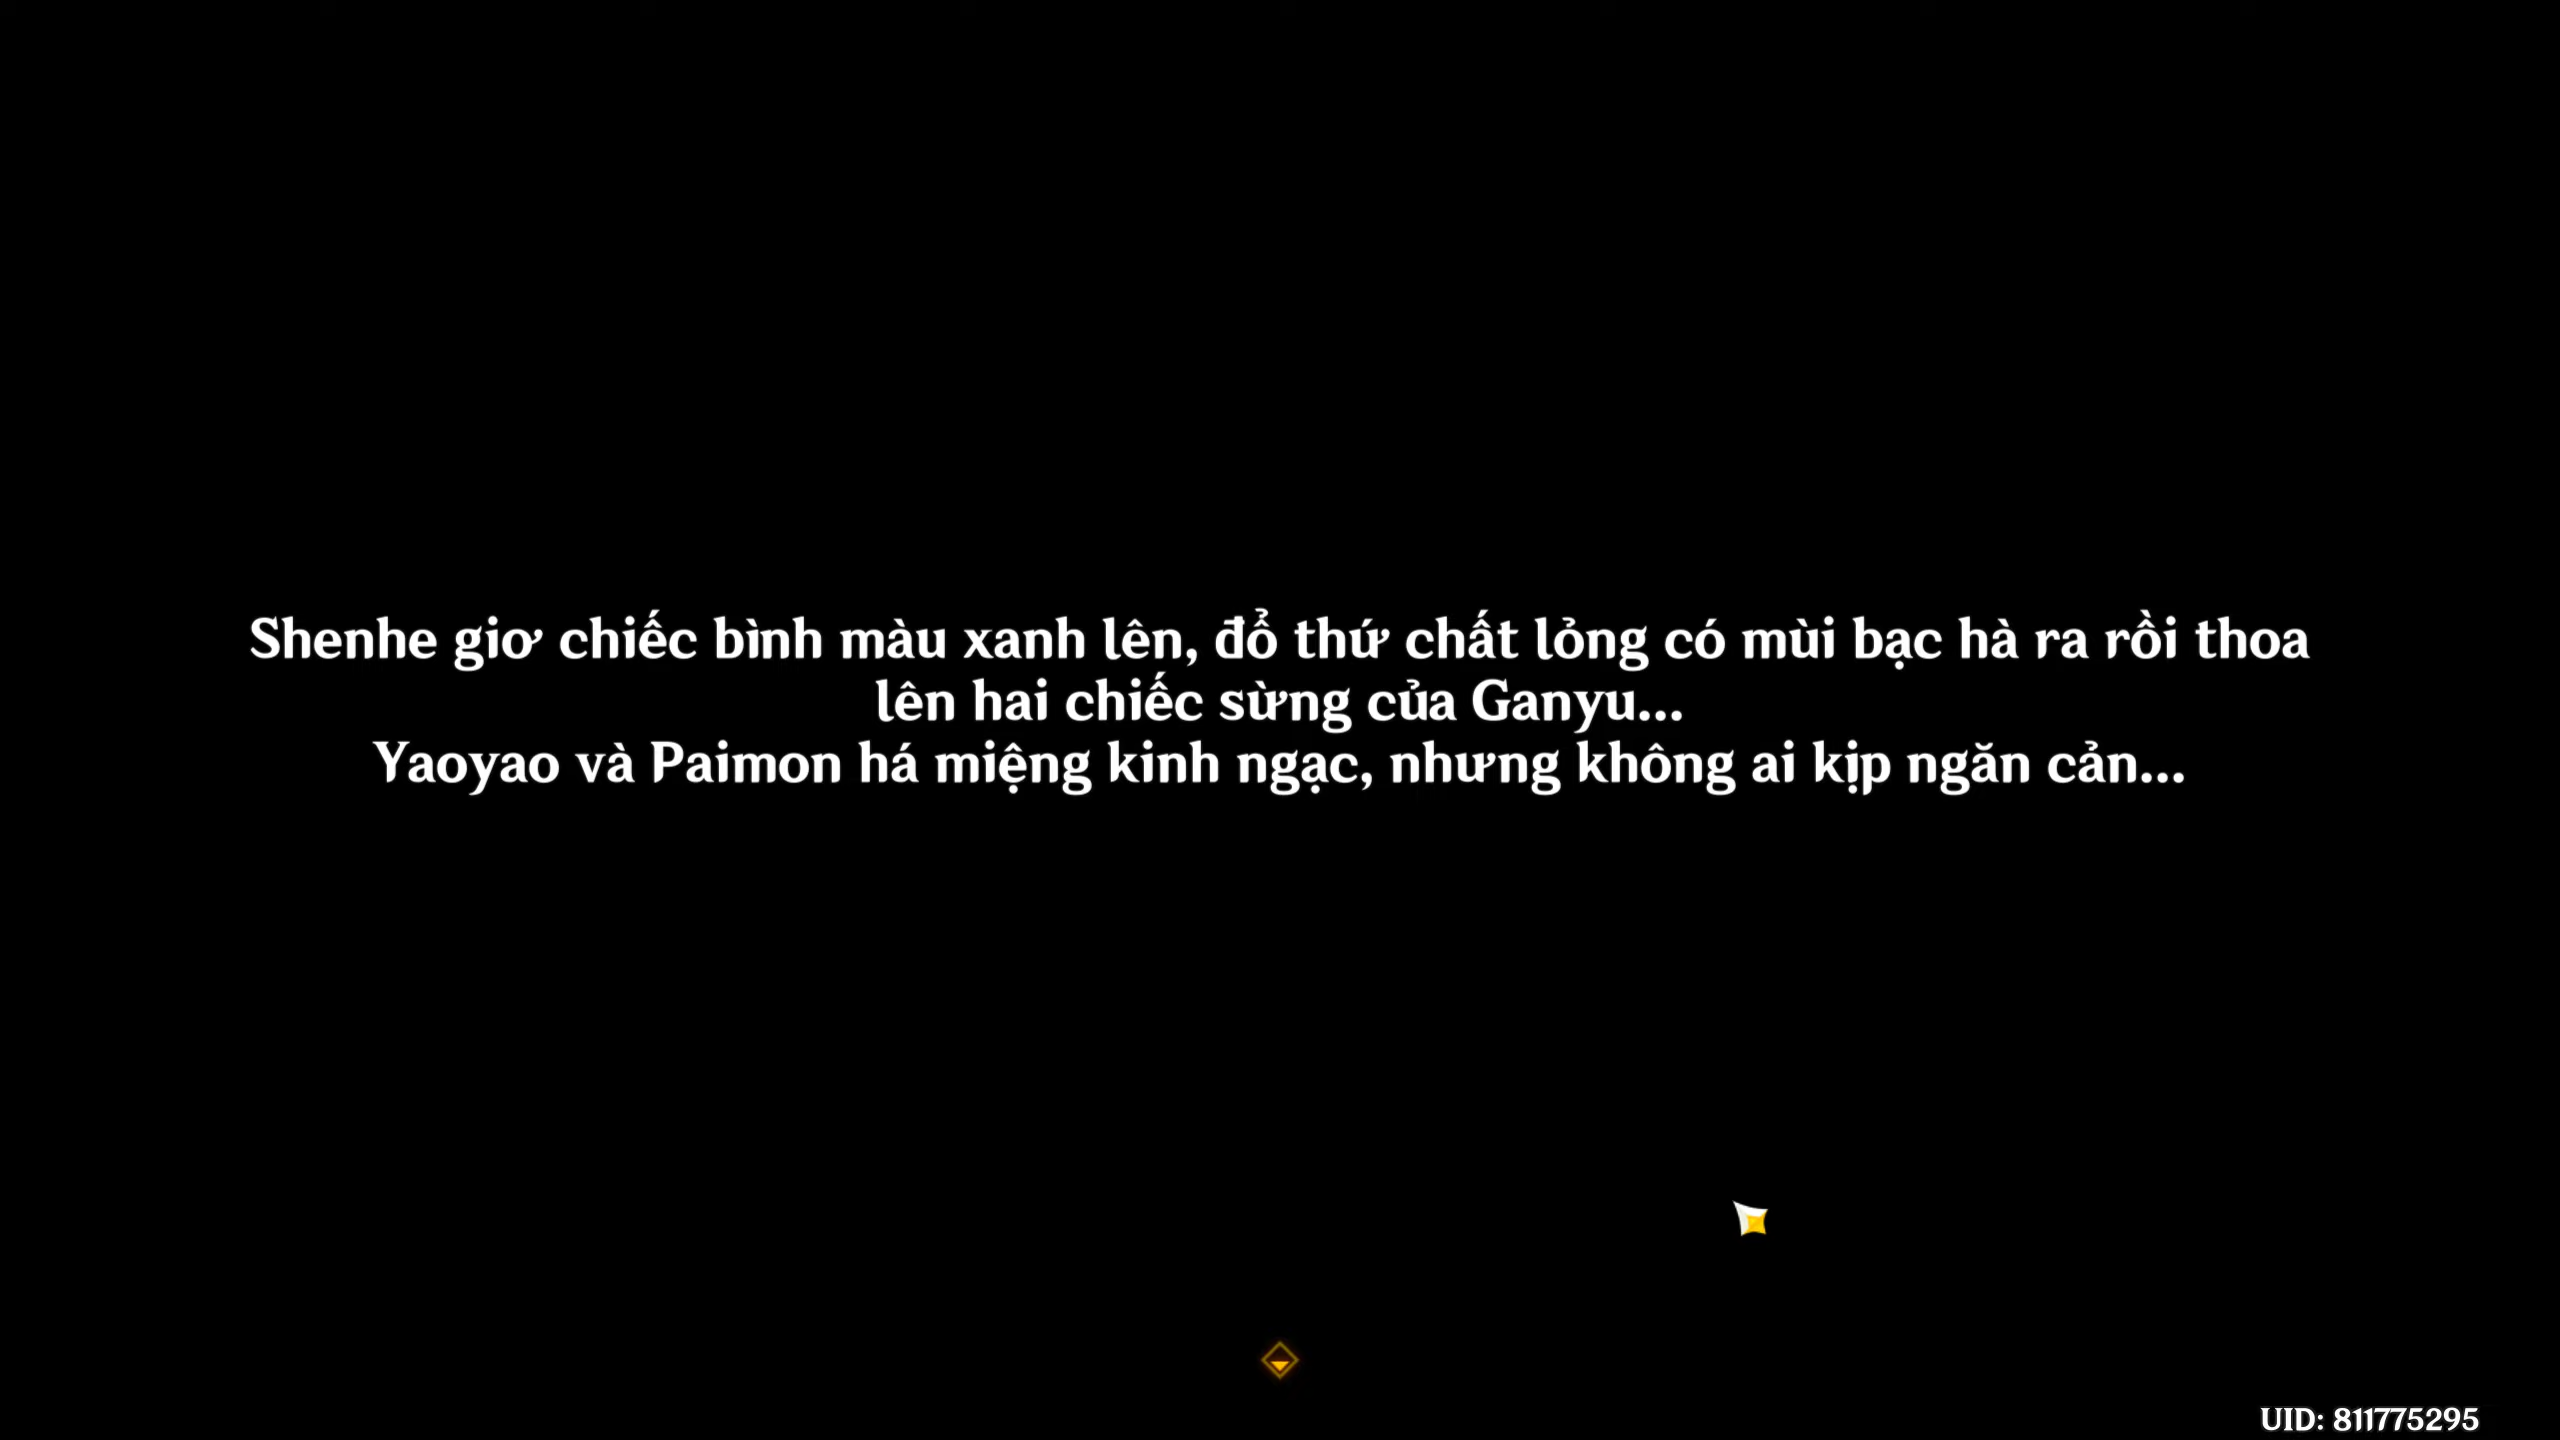 Shenhe giơ chiếc bình màu xanh lên, đổ thứ chất lỏng có mùi bạc hà ra rồi thoa
lên hai chiếc sừng của Ganyu...
Yaoyao và Paimon há miệng kinh ngạc, nhưng không ai kịp ngăn cản...
UID: 811775295